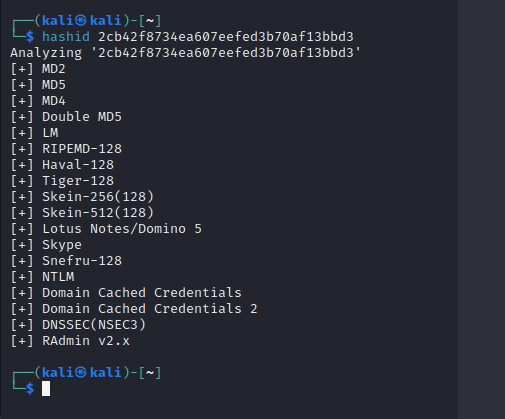 ┌──(kali㉿kali)-[~]
└─$ hashid 2cb42f8734ea607eefed3b70af13bbd3
Analyzing '2cb42f8734ea607eefed3b70af13bbd3'
[+] MD2
[+] MD5
[+] MD4
[+] Double MD5
[+] LM
[+] RIPEMD-128
[+] Haval-128
[+] Tiger-128
[+] Skein-256(128)
[+] Skein-512(128)
[+] Lotus Notes/Domino 5
[+] Skype
[+] Snefru-128
[+] NTLM
[+] Domain Cached Credentials
[+] Domain Cached Credentials 2
[+] DNSSEC(NSEC3)
[+] RAdmin v2.x
┌──(kali㉿kali)-[~]
└─$